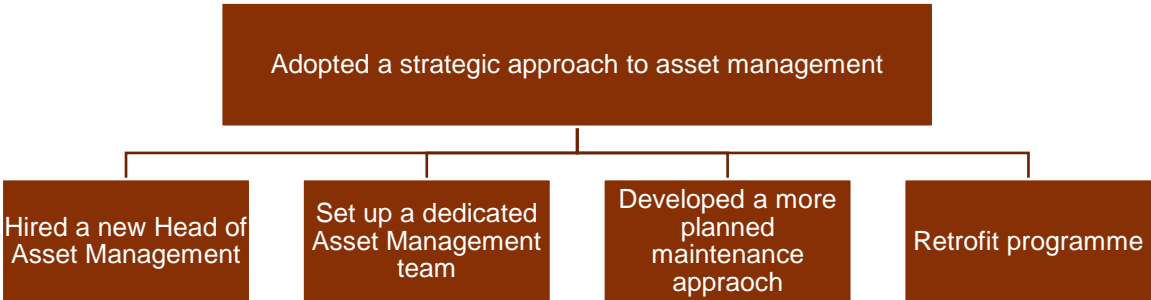 Adopted a strategic approach to asset management
Hired a new Head of
Asset Management
Set up a dedicated
Asset Management
team
Developed a more
planned
maintenance
appraoch
Retrofit programme